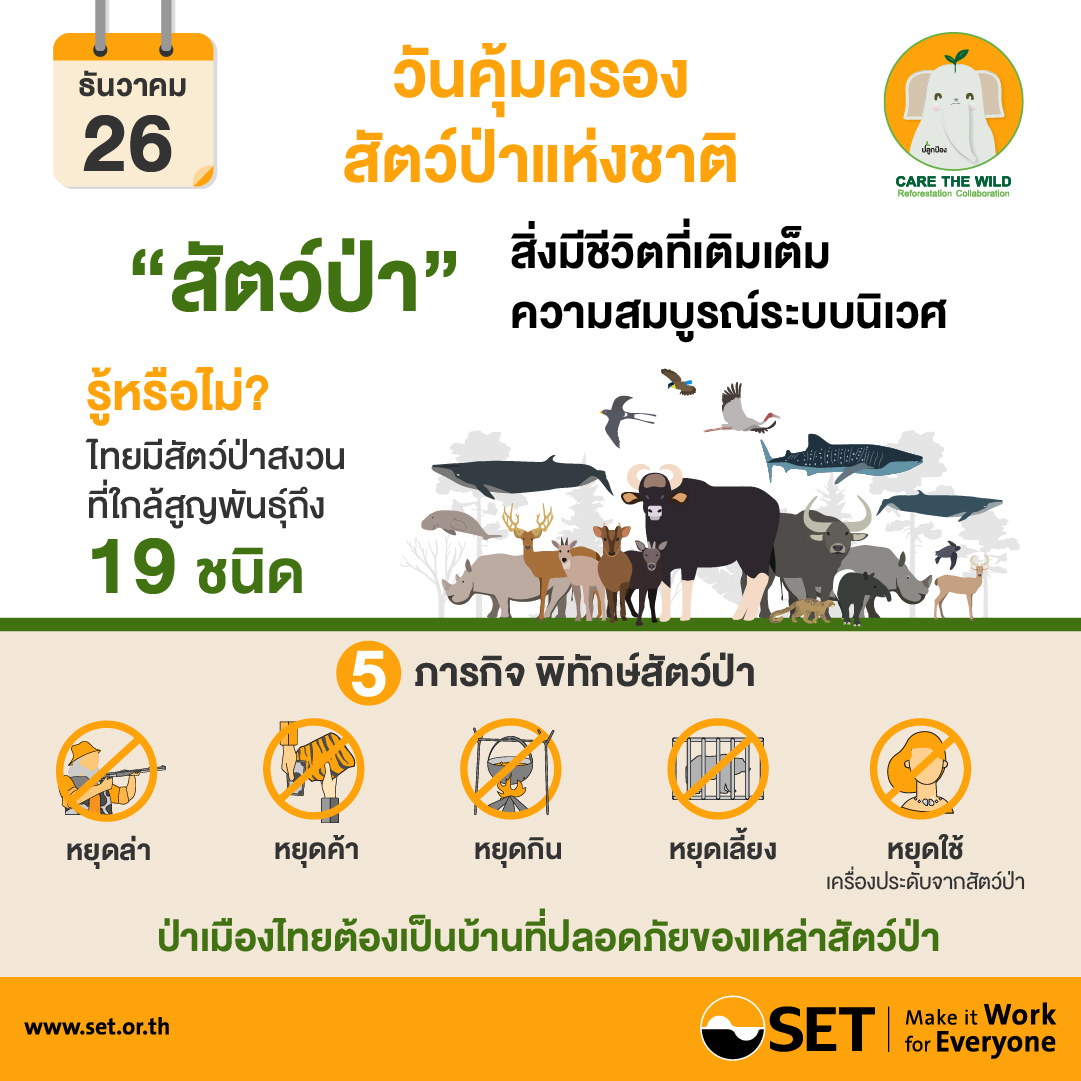 ธันวาคม
26
วันคุ้มครอง
สัตว์ป่าแห่งชาติ
ปลูกป้อง
CARE THE WILD
Reforestation Collaboration
“สัตว์ป่า”
สิ่งมีชีวิตที่เติมเต็ม
ความสมบูรณ์ระบบนิเวศ
รู้หรือไม่?
ไทยมีสัตว์ป่าสงวน
ที่ใกล้สูญพันธุ์ถึง
19 ชนิด
5 ภารกิจ พิทักษ์สัตว์ป่า
หยุดล่า
หยุดค้า
หยุดกิน
หยุดเลี้ยง
หยุดใช้
เครื่องประดับจากสัตว์ป่า
ป่าเมืองไทยต้องเป็นบ้านที่ปลอดภัยของเหล่าสัตว์ป่า
www.set.or.th
SET
Make it Work
for Everyone